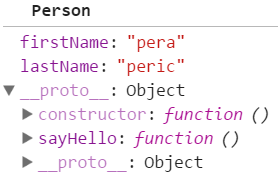 Person
firstName: "pera"
lastName: "peric"
▼ __proto__: Object
▶ constructor: function ()
▶ sayHello: function ()
▶ __proto__: Object